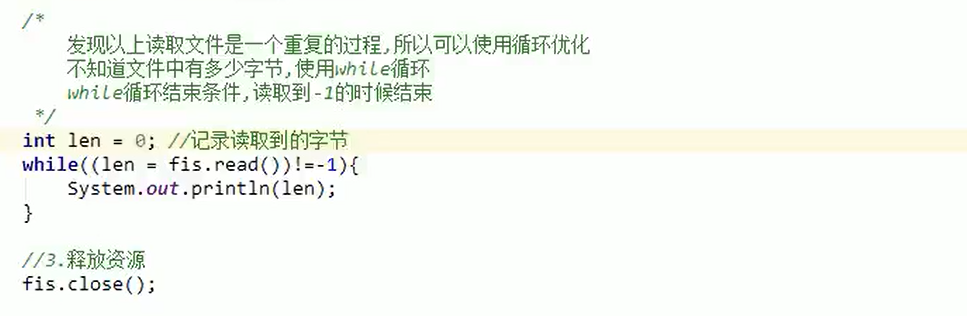 /*
发现以上读取文件是一个重复的过程,所以可以使用循环优化
不知道文件中有多少字节,使用while循环
while循环结束条件,读取到-1的时候结束
*/
int len = 0; //记录读取到的字节
while((len = fis.read())!=-1){
System.out.println(len);
}
//3.释放资源
fis.close();